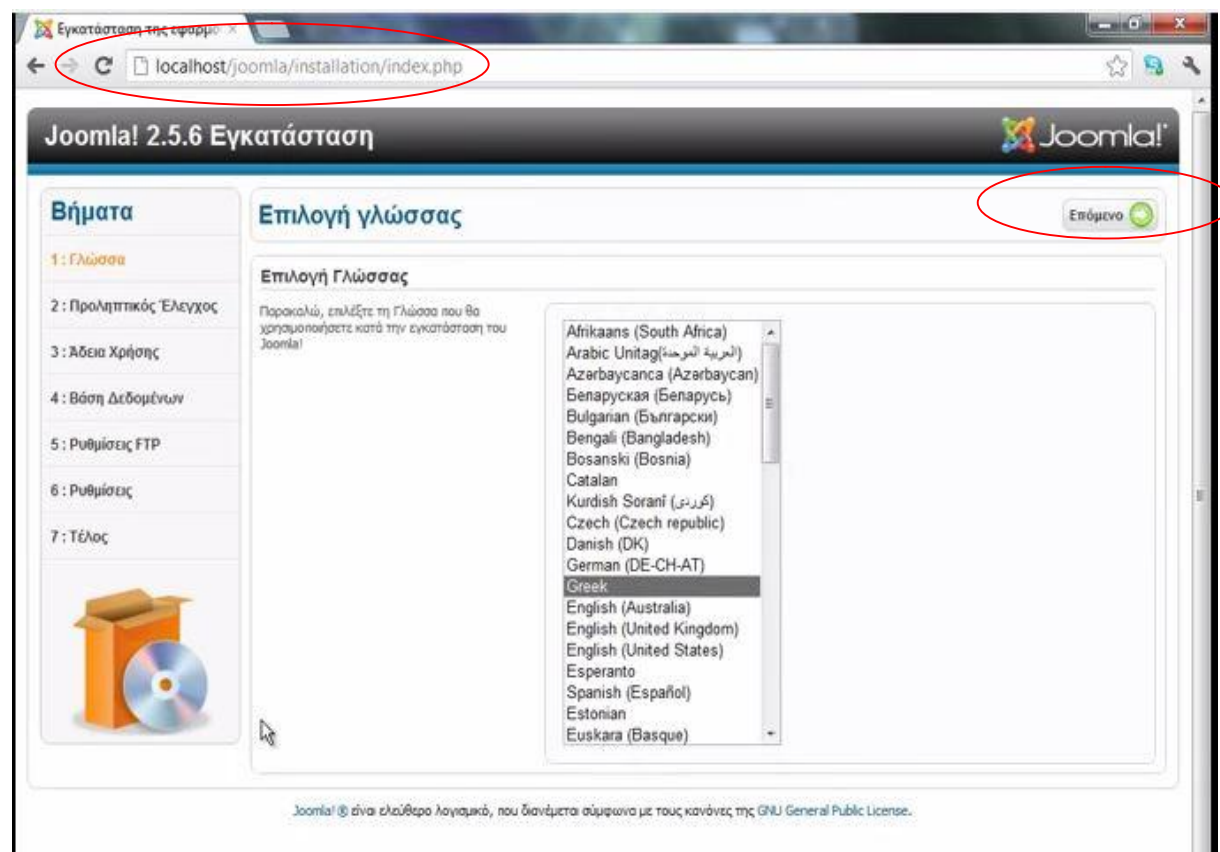 Εγκατάσταση της εφαρμο
localhost/joomla/installation/index.php
Joomla! 2.5.6 Εγκατάσταση
Joomla!
Βήματα
1 : Γλώσσα
2 : Προληπτικός Έλεγχος
3 : Άδεια Χρήσης
4 : Βάση Δεδομένων
5 : Ρυθμίσεις FTP
6 : Ρυθμίσεις
7 : Τέλος
Επιλογή γλώσσας
Επόμενο
Επιλογή Γλώσσας
Παρακαλώ, επιλέξτε τη Γλώσσα που θα
χρησιμοποιήσετε κατά την εγκατάσταση του
Joomla!
Afrikaans (South Africa)
Arabic Unitag(العربية الموحدة)
Azərbaycanca (Azərbaycan)
Беларуская (Беларусь)
Bulgarian (Български)
Bengali (Bangladesh)
Bosanski (Bosnia)
Catalan
Kurdish Soranî (کوردى)
Czech (Czech republic)
Danish (DK)
German (DE-CH-AT)
Greek
English (Australia)
English (United Kingdom)
English (United States)
Esperanto
Spanish (Español)
Estonian
Euskara (Basque)
Joomla! ® είναι ελεύθερο λογισμικό, που διανέμεται σύμφωνα με τους κανόνες της GNU General Public License.